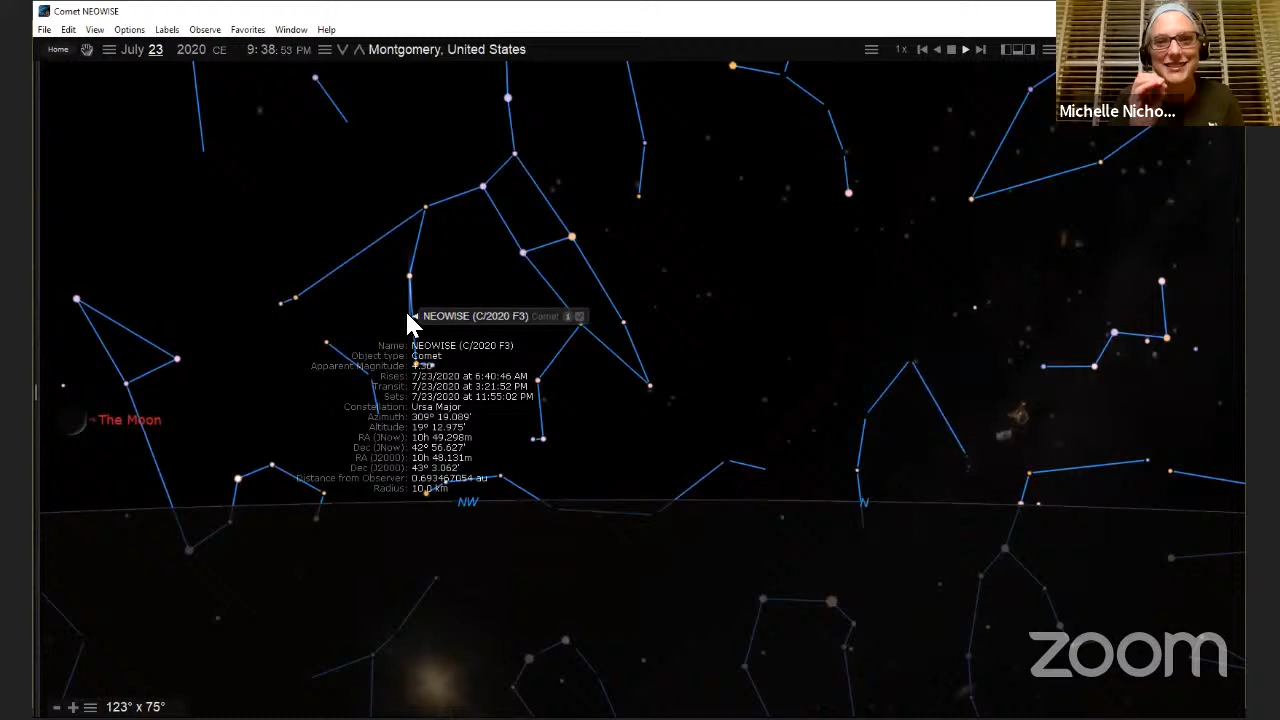 Comet NEOWISE
File Edit View Options Labels Observe Favorites Window Help
Home July 23 2020 CE 9:38:53 PM Montgomery, United States 1x
Michelle Nicho...
NEOWISE (C/2020 F3) Comet
Name: NEOWISE (C/2020 F3)
Object type: Comet
Apparent Magnitude: 4.30
Rises: 7/23/2020 at 6:40:46 AM
Transit: 7/23/2020 at 3:21:52 PM
Sets: 7/23/2020 at 11:55:02 PM
Constellation: Ursa Major
Azimuth: 309° 19.089'
Altitude: 19° 12.975'
RA (JNow): 10h 49.298m
Dec (JNow): 42° 56.627'
RA (J2000): 10h 48.131m
Dec (J2000): 43° 3.062'
Distance from Observer: 0.693467054 au
Radius: 10.0 km
The Moon
NW
N
zoom
123° x 75°